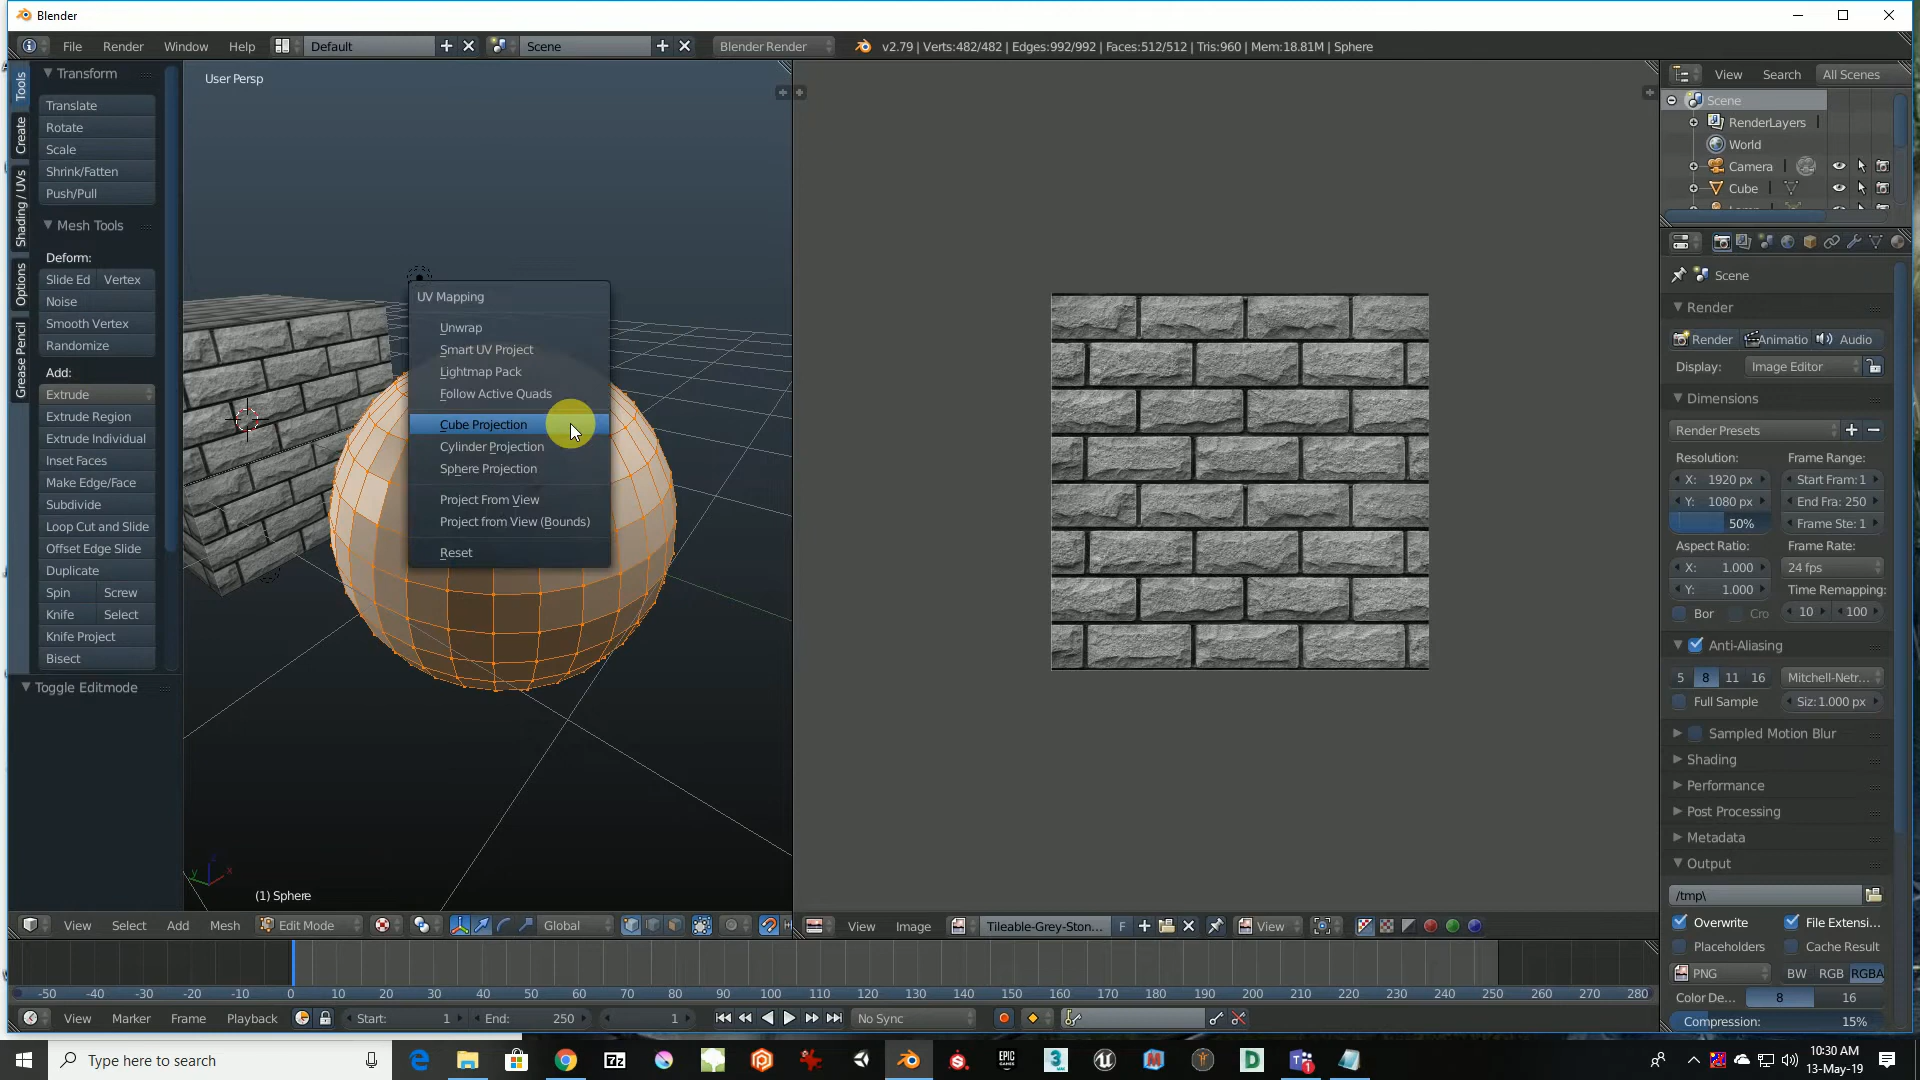 Blender
File Render Window Help Default Scene Blender Render v2.79 | Verts:482/482 | Edges:992/992 | Faces:512/512 | Tris:960 | Mem:18.81M | Sphere
Tools
Create
Shading / UVs
Options
Grease Pencil
Transform
Translate
Rotate
Scale
Shrink/Fatten
Push/Pull
Mesh Tools
Deform:
Slide Ed Vertex
Noise
Smooth Vertex
Randomize
Add:
Extrude
Extrude Region
Extrude Individual
Inset Faces
Make Edge/Face
Subdivide
Loop Cut and Slide
Offset Edge Slide
Duplicate
Spin Screw
Knife Select
Knife Project
Bisect
Toggle Editmode
User Persp
UV Mapping
Unwrap
Smart UV Project
Lightmap Pack
Follow Active Quads
Cube Projection
Cylinder Projection
Sphere Projection
Project From View
Project from View (Bounds)
Reset
(1) Sphere
View Select Add Mesh Edit Mode Global
View Image Tileable-Grey-Ston... F View
View Search All Scenes
Scene
RenderLayers
World
Camera
Cube
Scene
Render
Render Animatio Audio
Display: Image Editor
Dimensions
Render Presets
Resolution: Frame Range:
X: 1920 px Start Fram: 1
Y: 1080 px End Fra: 250
50% Frame Ste: 1
Aspect Ratio: Frame Rate:
X: 1.000 24 fps
Y: 1.000 Time Remapping:
Bor Cro 10 100
Anti-Aliasing
5 8 11 16 Mitchell-Netr...
Full Sample Siz: 1.000 px
Sampled Motion Blur
Shading
Performance
Post Processing
Metadata
Output
/tmp\
Overwrite File Extensi...
Placeholders Cache Result
PNG BW RGB RGBA
Color De... 8 16
Compression: 15%
-50 -40 -30 -20 -10 0 10 20 30 40 50 60 70 80 90 100 110 120 130 140 150 160 170 180 190 200 210 220 230 240 250 260 270 280
View Marker Frame Playback Start: 1 End: 250 1 No Sync
Type here to search
10:30 AM
13-May-19